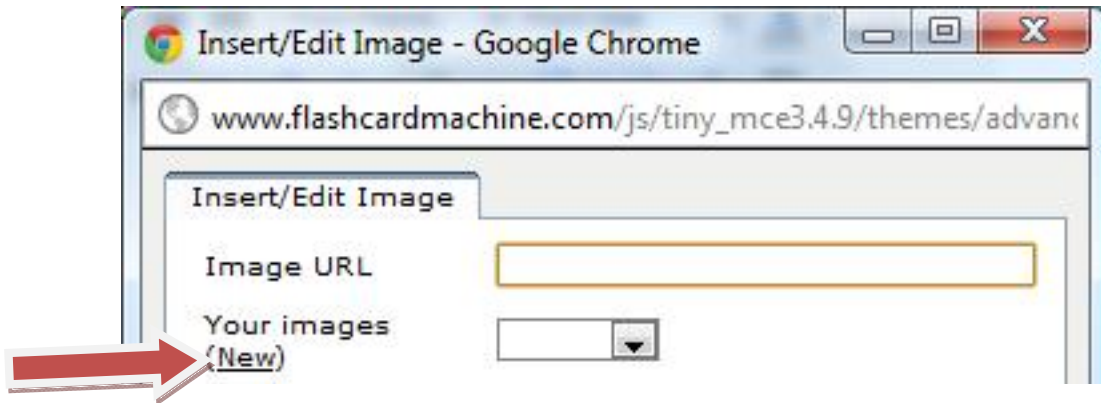 Insert/Edit Image - Google Chrome
www.flashcardmachine.com/js/tiny_mce3.4.9/themes/advanc
Insert/Edit Image
Image URL
Your images
(New)